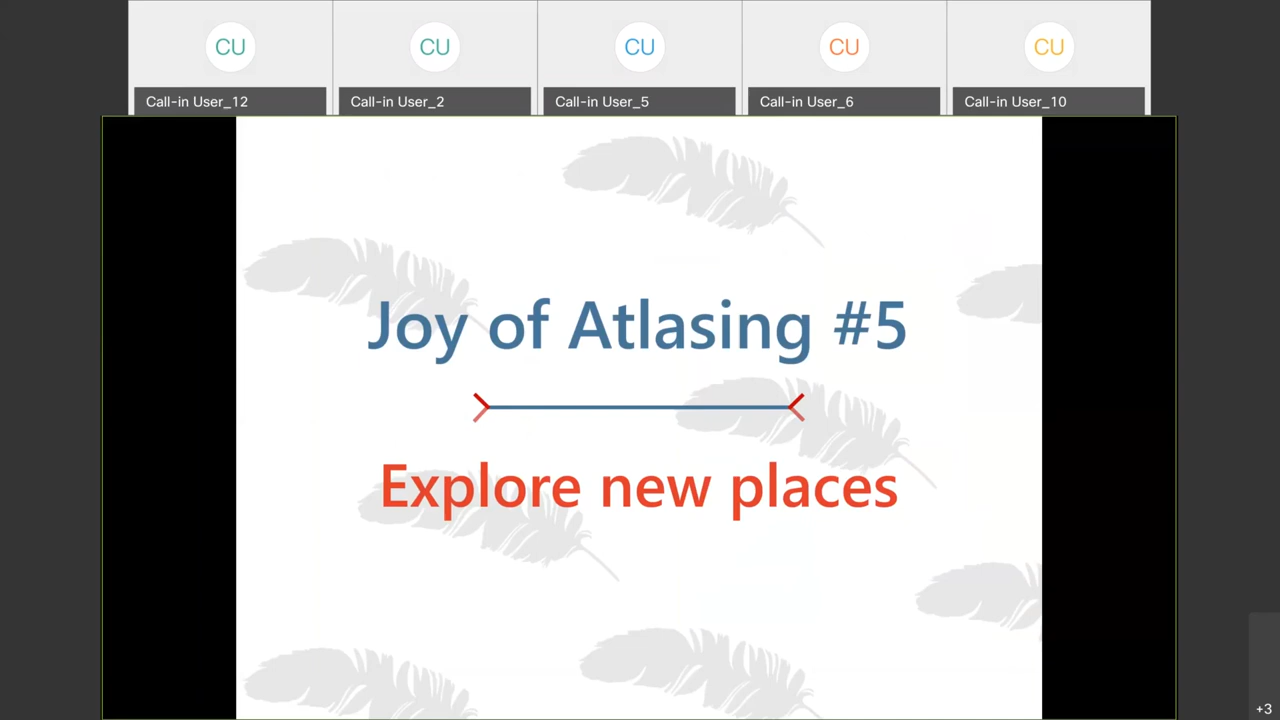 CU
CU
CU
CU
CU
Call-in User_12
Call-in User_2
Call-in User_5
Call-in User_6
Call-in User_10
Joy of Atlasing #5
Explore new places
+3